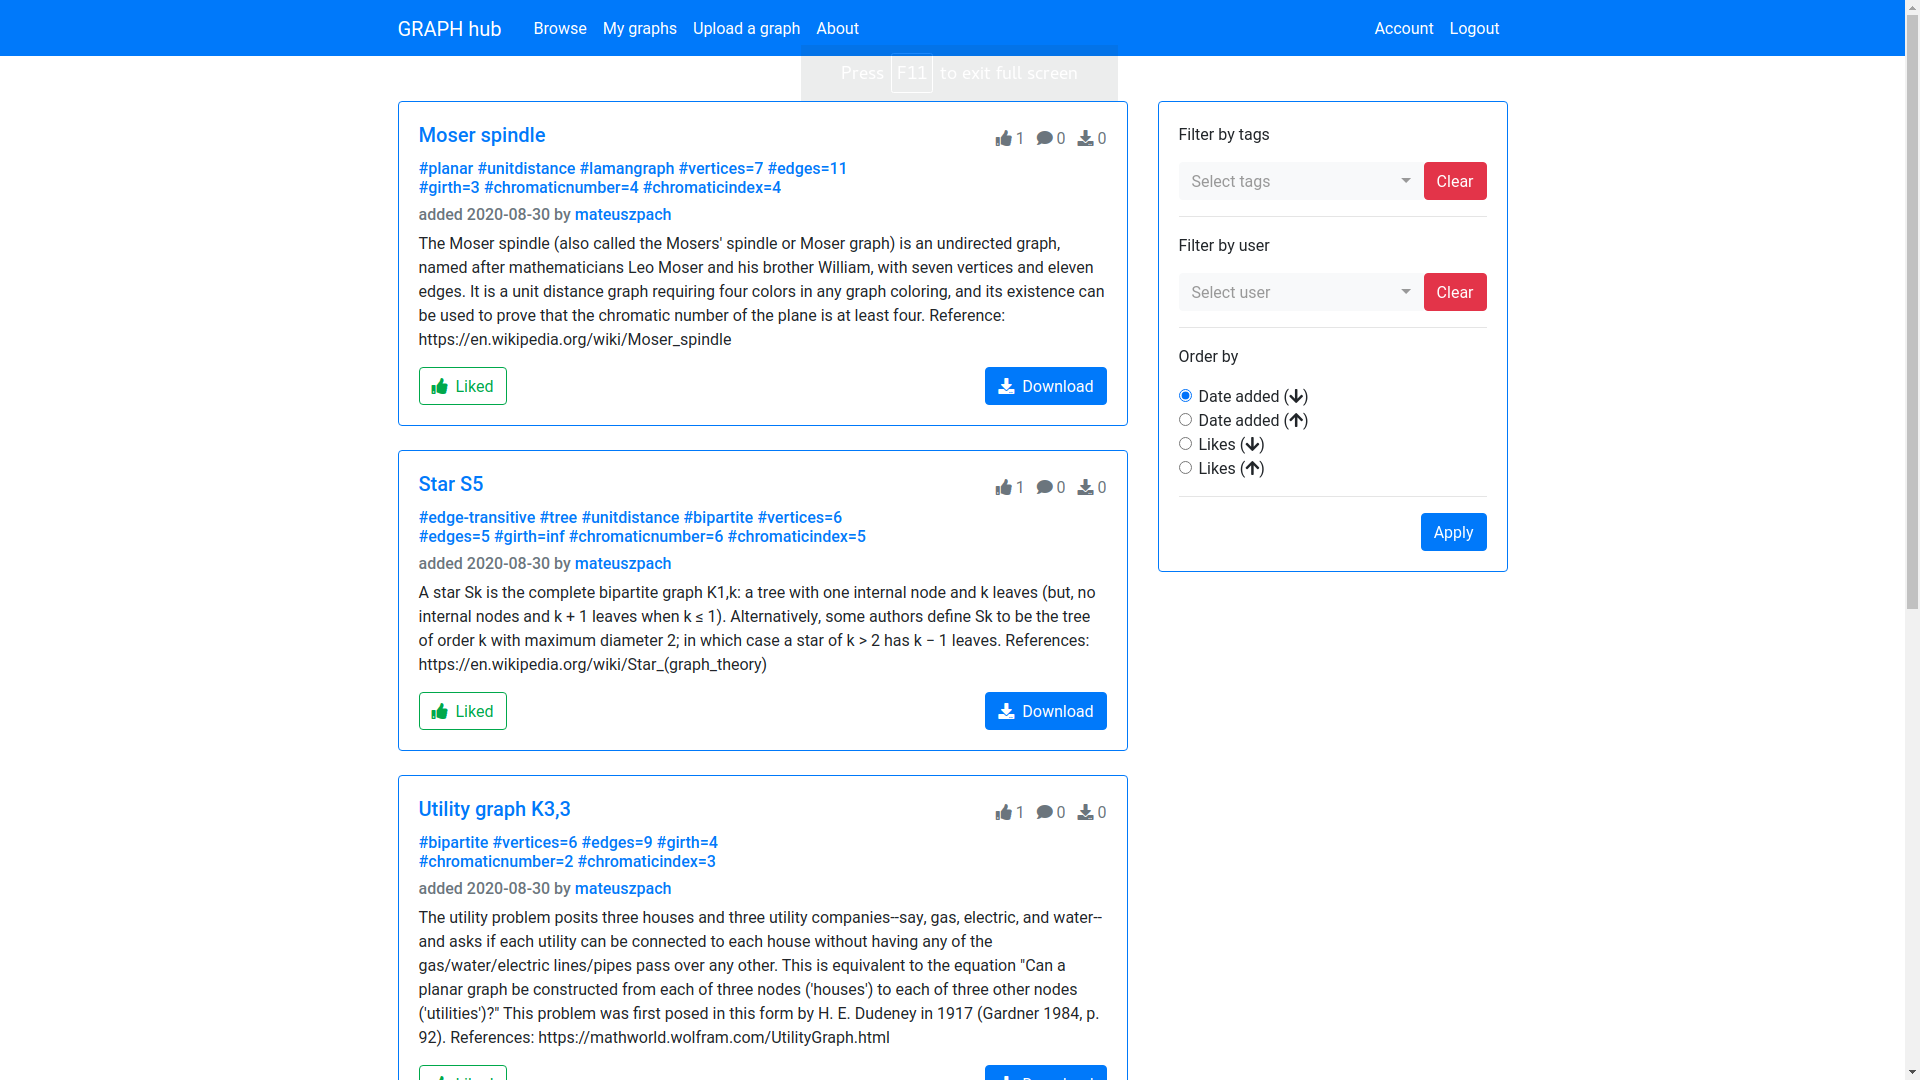 GRAPH hub Browse My graphs Upload a graph About Account Logout
Press F11 to exit full screen
Moser spindle 1 0 0
#planar #unitdistance #lamangraph #vertices=7 #edges=11
#girth=3 #chromaticnumber=4 #chromaticindex=4
added 2020-08-30 by mateuszpach
The Moser spindle (also called the Mosers' spindle or Moser graph) is an undirected graph,
named after mathematicians Leo Moser and his brother William, with seven vertices and eleven
edges. It is a unit distance graph requiring four colors in any graph coloring, and its existence can
be used to prove that the chromatic number of the plane is at least four. Reference:
https://en.wikipedia.org/wiki/Moser_spindle
Liked Download
Star S5 1 0 0
#edge-transitive #tree #unitdistance #bipartite #vertices=6
#edges=5 #girth=inf #chromaticnumber=6 #chromaticindex=5
added 2020-08-30 by mateuszpach
A star Sk is the complete bipartite graph K1,k: a tree with one internal node and k leaves (but, no
internal nodes and k + 1 leaves when k ≤ 1). Alternatively, some authors define Sk to be the tree
of order k with maximum diameter 2; in which case a star of k > 2 has k − 1 leaves. References:
https://en.wikipedia.org/wiki/Star_(graph_theory)
Liked Download
Utility graph K3,3 1 0 0
#bipartite #vertices=6 #edges=9 #girth=4
#chromaticnumber=2 #chromaticindex=3
added 2020-08-30 by mateuszpach
The utility problem posits three houses and three utility companies--say, gas, electric, and water--
and asks if each utility can be connected to each house without having any of the
gas/water/electric lines/pipes pass over any other. This is equivalent to the equation "Can a
planar graph be constructed from each of three nodes ('houses') to each of three other nodes
('utilities')?" This problem was first posed in this form by H. E. Dudeney in 1917 (Gardner 1984, p.
92). References: https://mathworld.wolfram.com/UtilityGraph.html
Filter by tags
Select tags Clear
Filter by user
Select user Clear
Order by
Date added (↓)
Date added (↑)
Likes (↓)
Likes (↑)
Apply